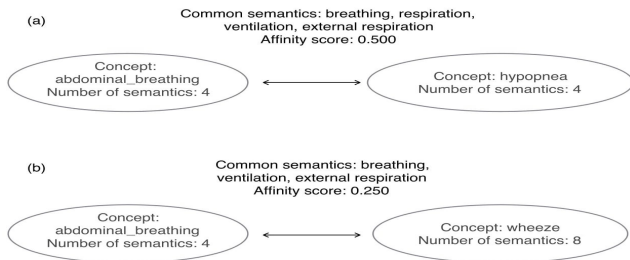 (a)
Common semantics: breathing, respiration,
ventilation, external respiration
Affinity score: 0.500
Concept:
abdominal_breathing
Number of semantics: 4
Concept: hypopnea
Number of semantics: 4
(b)
Common semantics: breathing,
ventilation, external respiration
Affinity score: 0.250
Concept:
abdominal_breathing
Number of semantics: 4
Concept: wheeze
Number of semantics: 8